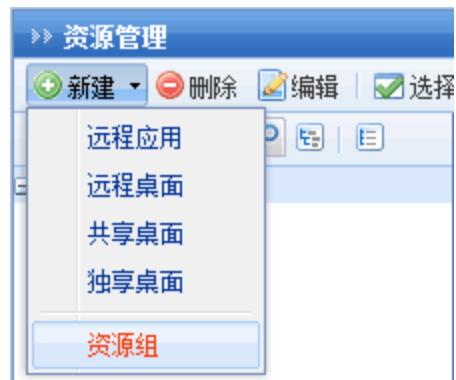 资源管理
新建 删除 编辑 选择
远程应用
远程桌面
共享桌面
独享桌面
资源组